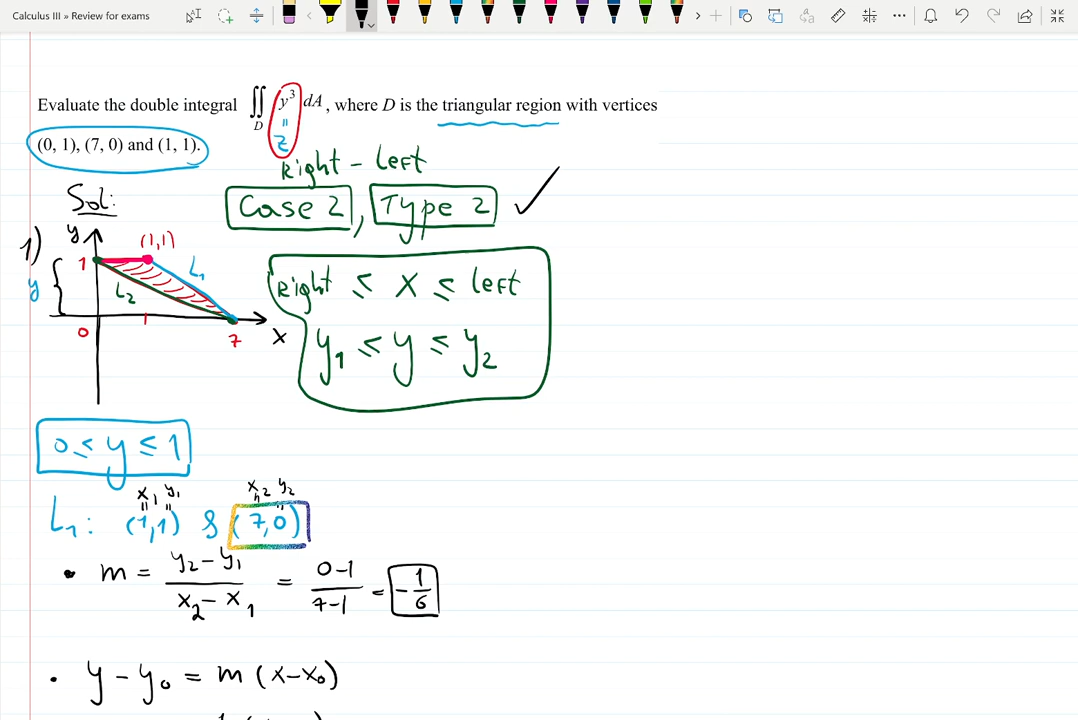 Calculus III » Review for exams
Evaluate the double integral ∬_D y³ dA, where D is the triangular region with vertices
= z
(0, 1), (7, 0) and (1, 1).
Right - Left
Sol:
Case 2, Type 2 ✓
1)
y
(1,1)
1
L₁
y
L₂
0
7
x
Right ≤ x ≤ left
y₁ ≤ y ≤ y₂
0 ≤ y ≤ 1
x₁ y₁ x₂ y₂
L₁: (1,1) & (7,0)
• m = (y₂ - y₁)/(x₂ - x₁) = (0-1)/(7-1) = -1/6
• y - y₀ = m (x - x₀)